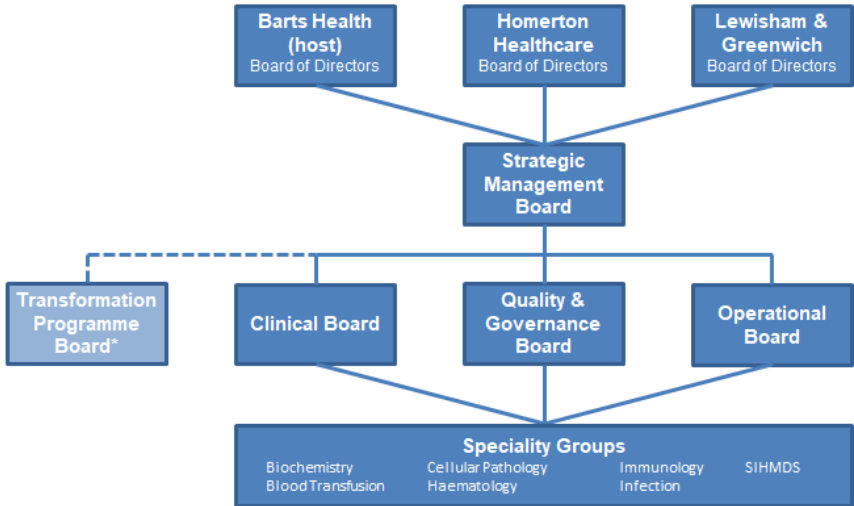 Barts Health
(host)
Board of Directors
Homerton
Healthcare
Board of Directors
Lewisham &
Greenwich
Board of Directors
Strategic
Management
Board
Transformation
Programme
Board*
Clinical Board
Quality &
Governance
Board
Operational
Board
Speciality Groups
Biochemistry Cellular Pathology Immunology SIHMDS
Blood Transfusion Haematology Infection